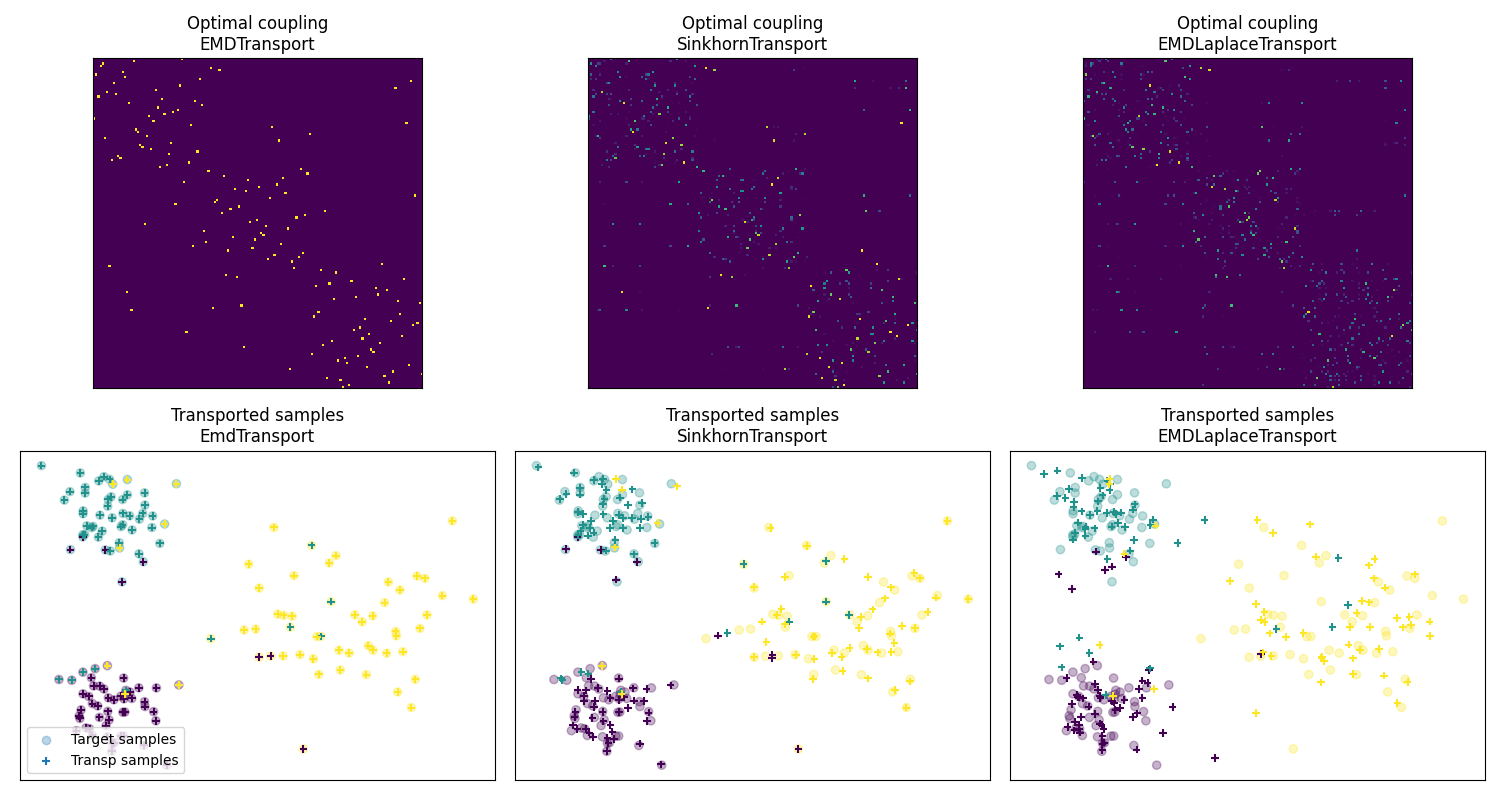 Optimal coupling
EMDTransport
Optimal coupling
SinkhornTransport
Optimal coupling
EMDLaplaceTransport
Transported samples
EmdTransport
Transported samples
SinkhornTransport
Transported samples
EMDLaplaceTransport
Target samples
Transp samples